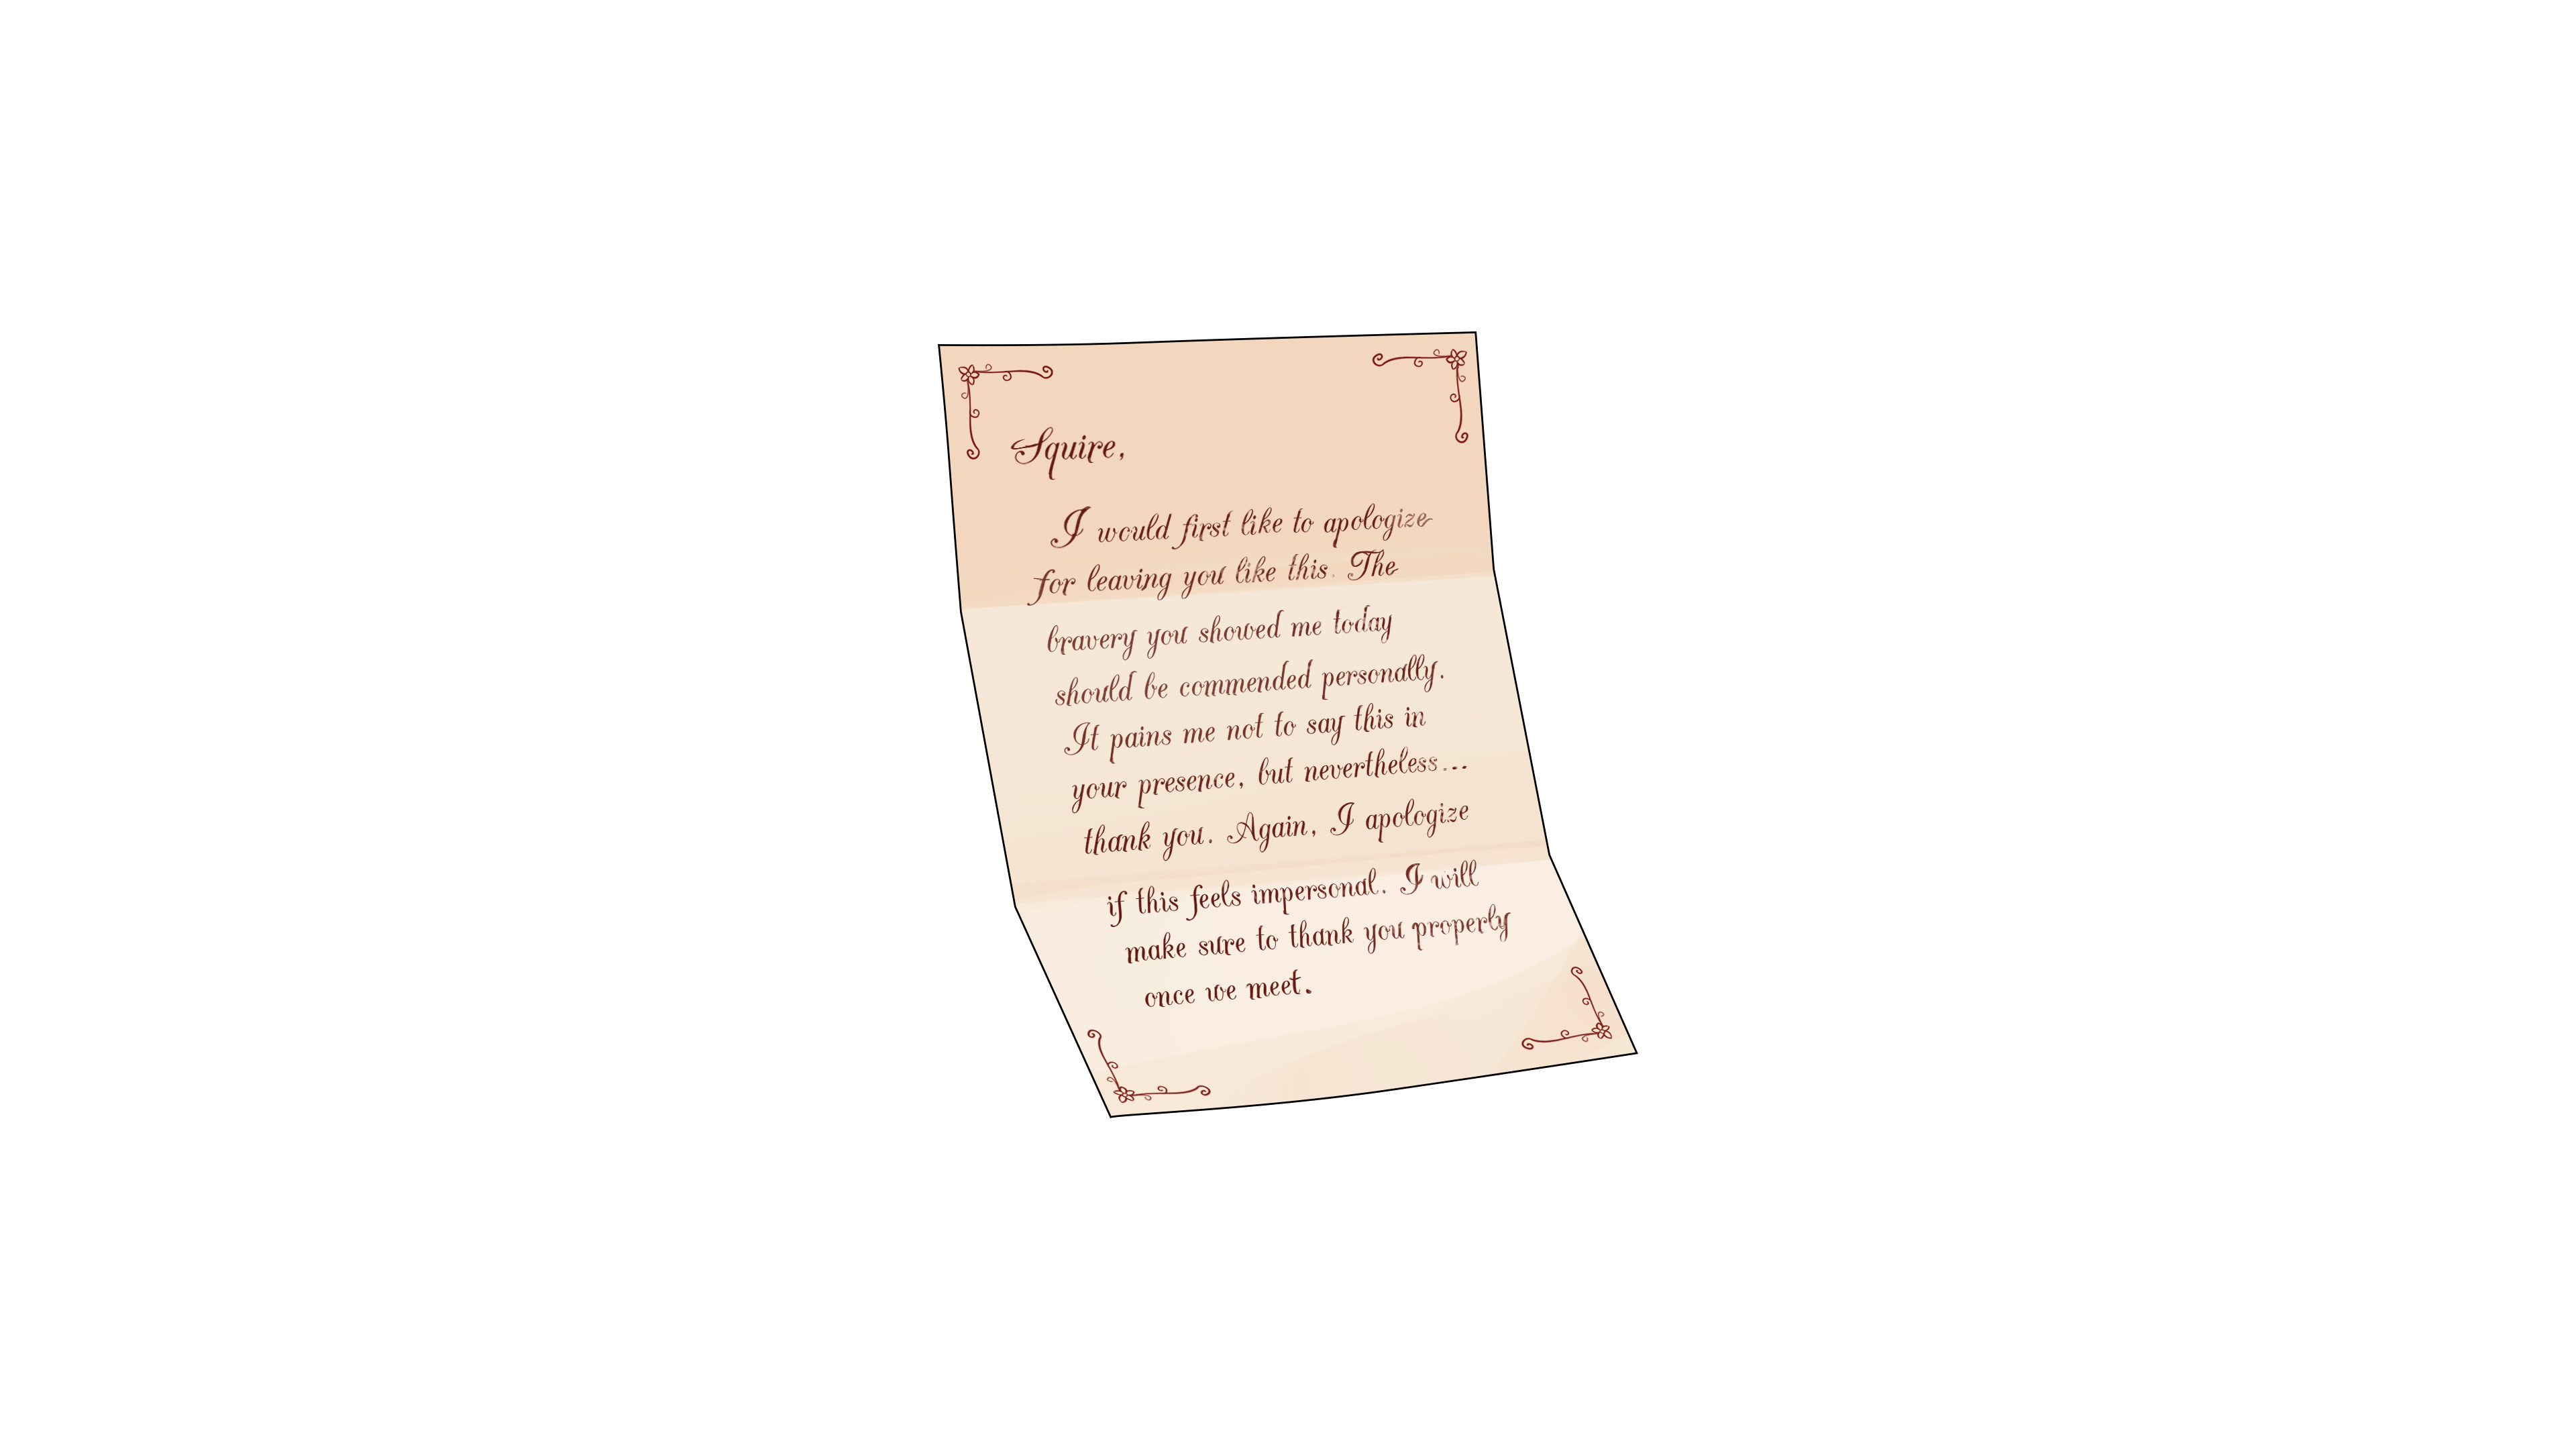 Squire,
I would first like to apologize
for leaving you like this. The
bravery you showed me today
should be commended personally.
It pains me not to say this in
your presence, but nevertheless...
thank you. Again, I apologize
if this feels impersonal. I will
make sure to thank you properly
once we meet.